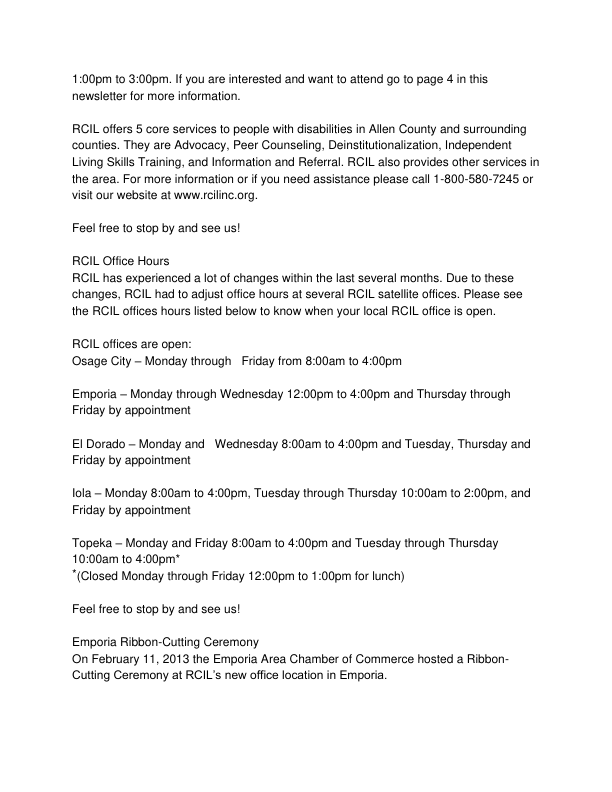 1:00pm to 3:00pm. If you are interested and want to attend go to page 4 in this
newsletter for more information.
RCIL offers 5 core services to people with disabilities in Allen County and surrounding
counties. They are Advocacy, Peer Counseling, Deinstitutionalization, Independent
Living Skills Training, and Information and Referral. RCIL also provides other services in
the area. For more information or if you need assistance please call 1-800-580-7245 or
visit our website at www.rcilinc.org.
Feel free to stop by and see us!
RCIL Office Hours
RCIL has experienced a lot of changes within the last several months. Due to these
changes, RCIL had to adjust office hours at several RCIL satellite offices. Please see
the RCIL offices hours listed below to know when your local RCIL office is open.
RCIL offices are open:
Osage City – Monday through   Friday from 8:00am to 4:00pm
Emporia – Monday through Wednesday 12:00pm to 4:00pm and Thursday through
Friday by appointment
El Dorado – Monday and   Wednesday 8:00am to 4:00pm and Tuesday, Thursday and
Friday by appointment
Iola – Monday 8:00am to 4:00pm, Tuesday through Thursday 10:00am to 2:00pm, and
Friday by appointment
Topeka – Monday and Friday 8:00am to 4:00pm and Tuesday through Thursday
10:00am to 4:00pm*
*(Closed Monday through Friday 12:00pm to 1:00pm for lunch)
Feel free to stop by and see us!
Emporia Ribbon-Cutting Ceremony
On February 11, 2013 the Emporia Area Chamber of Commerce hosted a Ribbon-
Cutting Ceremony at RCIL’s new office location in Emporia.